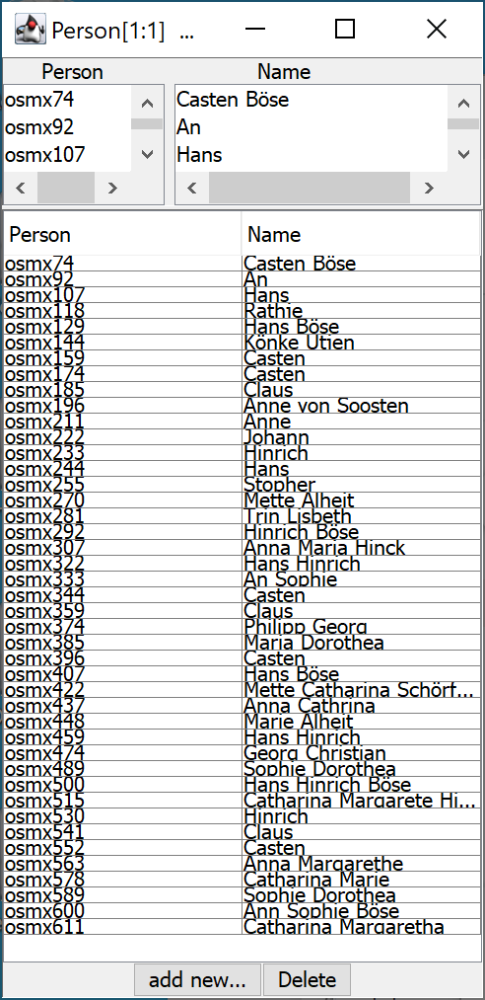 Person[1:1] ...
Person Name
osmx74 Casten Böse
osmx92 An
osmx107 Hans
Person Name
osmx74 Casten Böse
osmx92 An
osmx107 Hans
osmx118 Rathie
osmx129 Hans Böse
osmx144 Könke Ütien
osmx159 Casten
osmx174 Casten
osmx185 Claus
osmx196 Anne von Soosten
osmx211 Anne
osmx222 Johann
osmx233 Hinrich
osmx244 Hans
osmx255 Stopher
osmx270 Mette Alheit
osmx281 Trin Lisbeth
osmx292 Hinrich Böse
osmx307 Anna Maria Hinck
osmx322 Hans Hinrich
osmx333 An Sophie
osmx344 Casten
osmx359 Claus
osmx374 Philipp Georg
osmx385 Maria Dorothea
osmx396 Casten
osmx407 Hans Böse
osmx422 Mette Catharina Schörf...
osmx437 Anna Cathrina
osmx448 Marie Alheit
osmx459 Hans Hinrich
osmx474 Georg Christian
osmx489 Sophie Dorothea
osmx500 Hans Hinrich Böse
osmx515 Catharina Margarete Hi...
osmx530 Hinrich
osmx541 Claus
osmx552 Casten
osmx563 Anna Margarethe
osmx578 Catharina Marie
osmx589 Sophie Dorothea
osmx600 Ann Sophie Böse
osmx611 Catharina Margaretha
add new... Delete